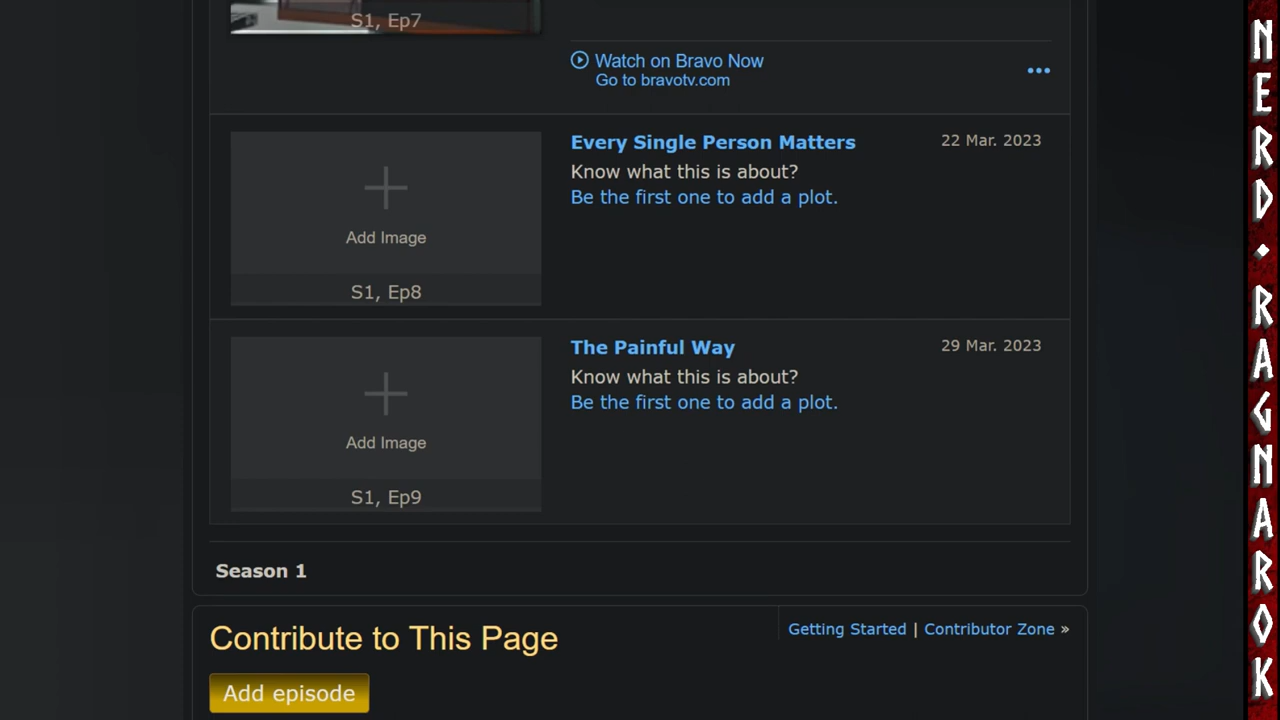 S1, Ep7
Watch on Bravo Now
Go to bravotv.com
Every Single Person Matters
22 Mar. 2023
Know what this is about?
Be the first one to add a plot.
Add Image
S1, Ep8
The Painful Way
29 Mar. 2023
Know what this is about?
Be the first one to add a plot.
Add Image
S1, Ep9
Season 1
Contribute to This Page
Getting Started | Contributor Zone »
Add episode
NERD·RAGNAROK